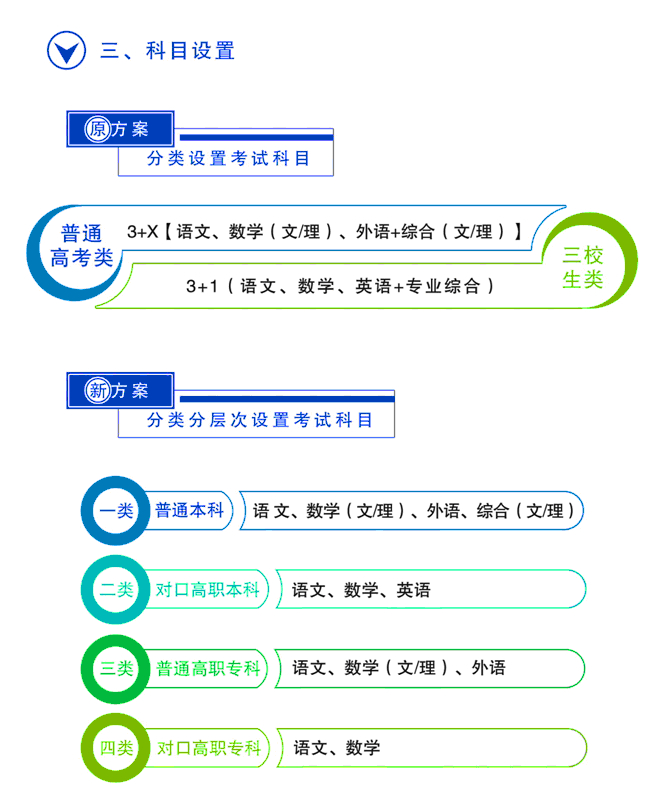 三、科目设置
原方案
分类设置考试科目
普通
高考类
3+X【语文、数学（文/理）、外语+综合（文/理）】
三校
生类
3+1（语文、数学、英语+专业综合）
新方案
分类分层次设置考试科目
一类 普通本科 语文、数学（文/理）、外语、综合（文/理）
二类 对口高职本科 语文、数学、英语
三类 普通高职专科 语文、数学（文/理）、外语
四类 对口高职专科 语文、数学